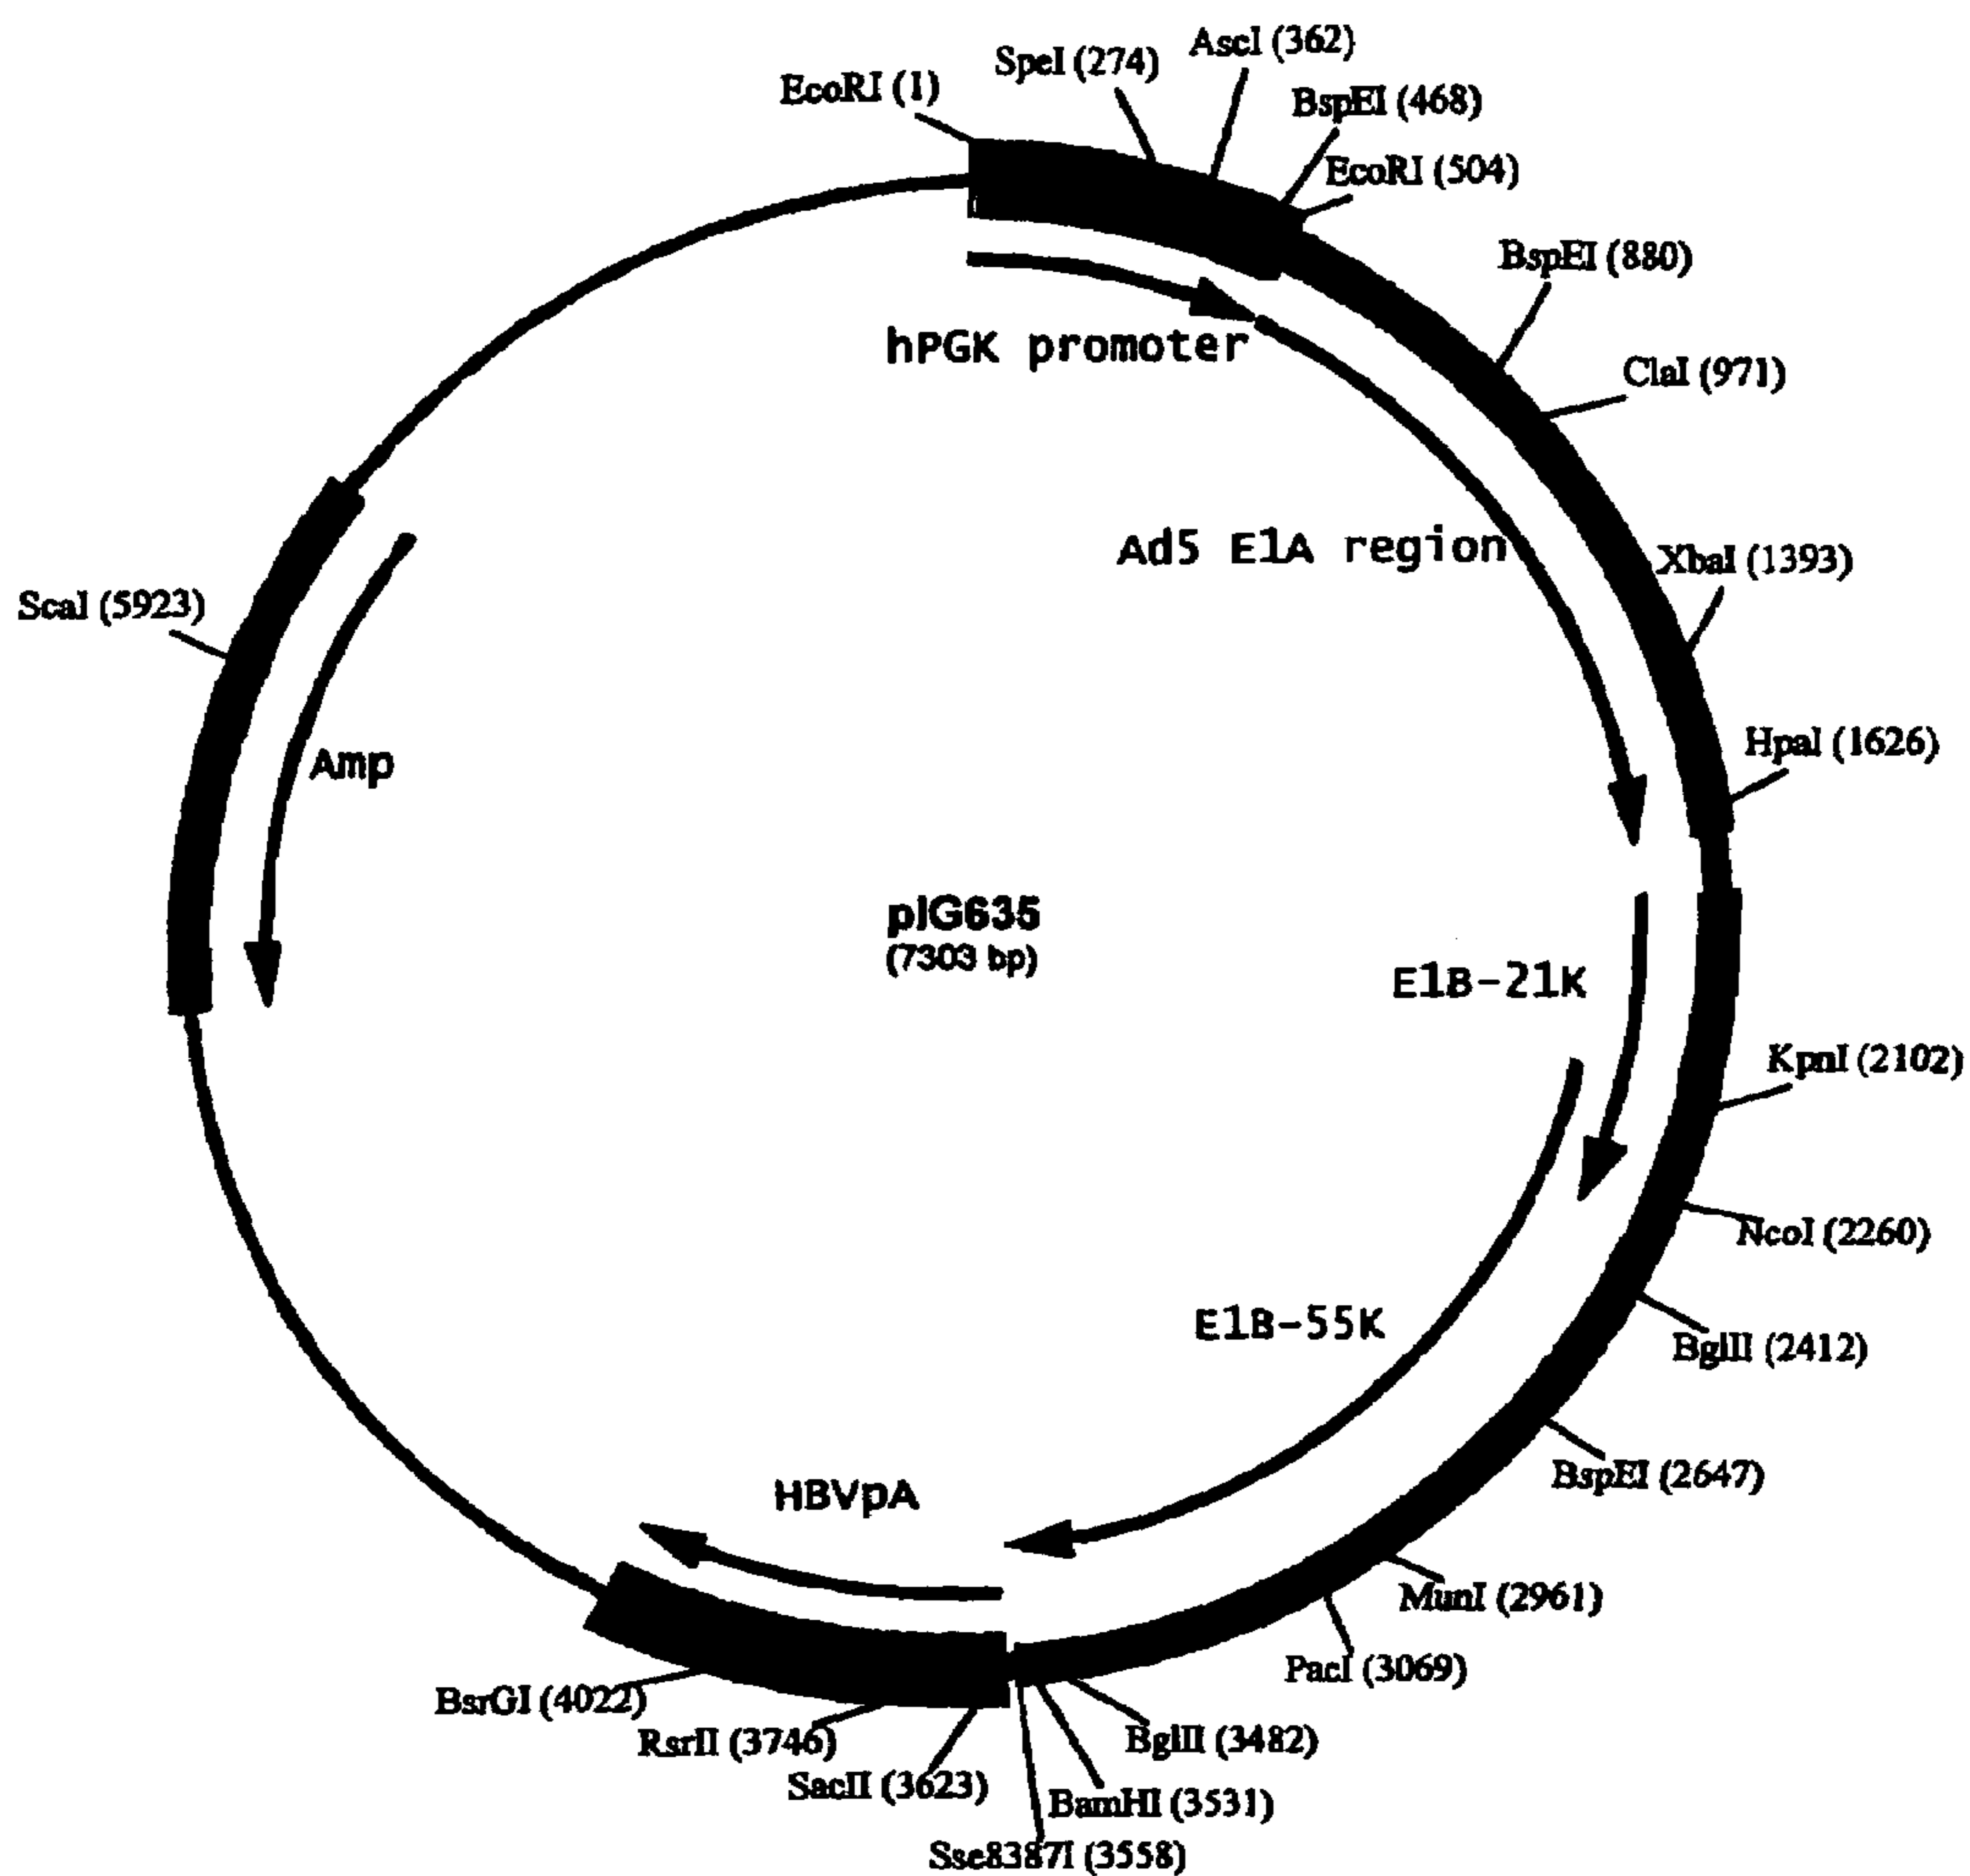 AscI (362)
SpeI (274)
EcoRI (1)
BspEI (468)
EcoRI (504)
BspEI (880)
hPGK promoter
ClaI (971)
Ad5 E1A region
XbaI (1393)
ScaI (5923)
HpaI (1626)
Amp
pIG635
(7303 bp)
E1B-21K
KpnI (2102)
NcoI (2260)
E1B-55K
BglII (2412)
BspEI (2647)
HBVpA
MunI (2961)
PacI (3069)
BsrGI (4022)
RsrII (3746)
BglII (3482)
SacII (3623)
BamHI (3531)
Sse8387I (3558)